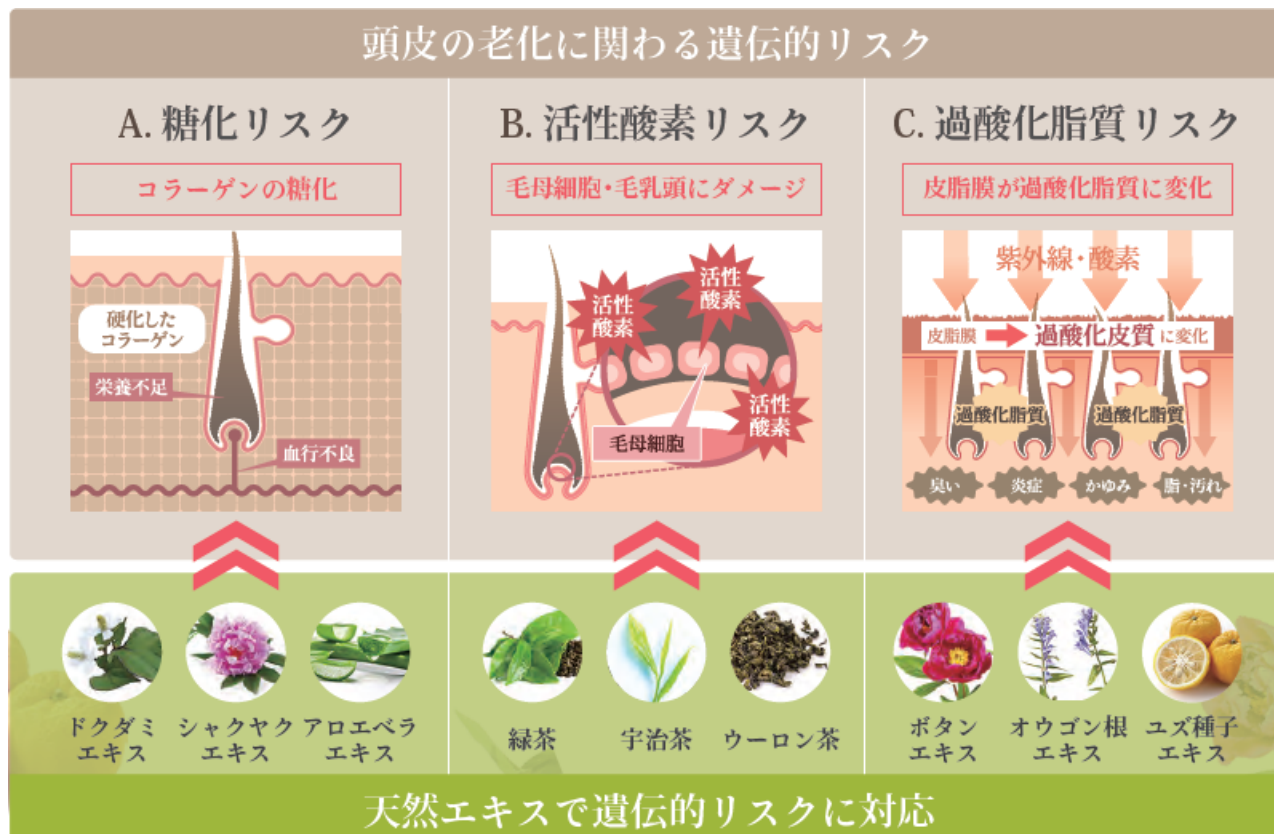 頭皮の老化に関わる遺伝的リスク
A. 糖化リスク
コラーゲンの糖化
硬化した
コラーゲン
栄養不足
血行不良
B. 活性酸素リスク
毛母細胞・毛乳頭にダメージ
活性
酸素
活性
酸素
活性
酸素
毛母細胞
C. 過酸化脂質リスク
皮脂膜が過酸化脂質に変化
紫外線・酸素
皮脂膜 過酸化皮質に変化
過酸化脂質 過酸化脂質
臭い 炎症 かゆみ 脂・汚れ
ドクダミ
エキス
シャクヤク
エキス
アロエベラ
エキス
緑茶
宇治茶
ウーロン茶
ボタン
エキス
オウゴン根
エキス
ユズ種子
エキス
天然エキスで遺伝的リスクに対応